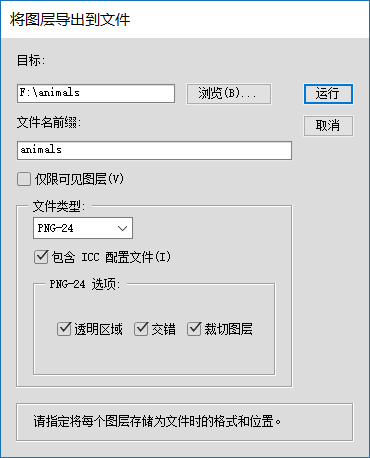 将图层导出到文件
目标:
F:\animals
浏览(B)...
运行
文件名前缀:
取消
animals
仅限可见图层(V)
文件类型:
PNG-24
包含 ICC 配置文件(I)
PNG-24 选项:
透明区域 交错 裁切图层
请指定将每个图层存储为文件时的格式和位置。